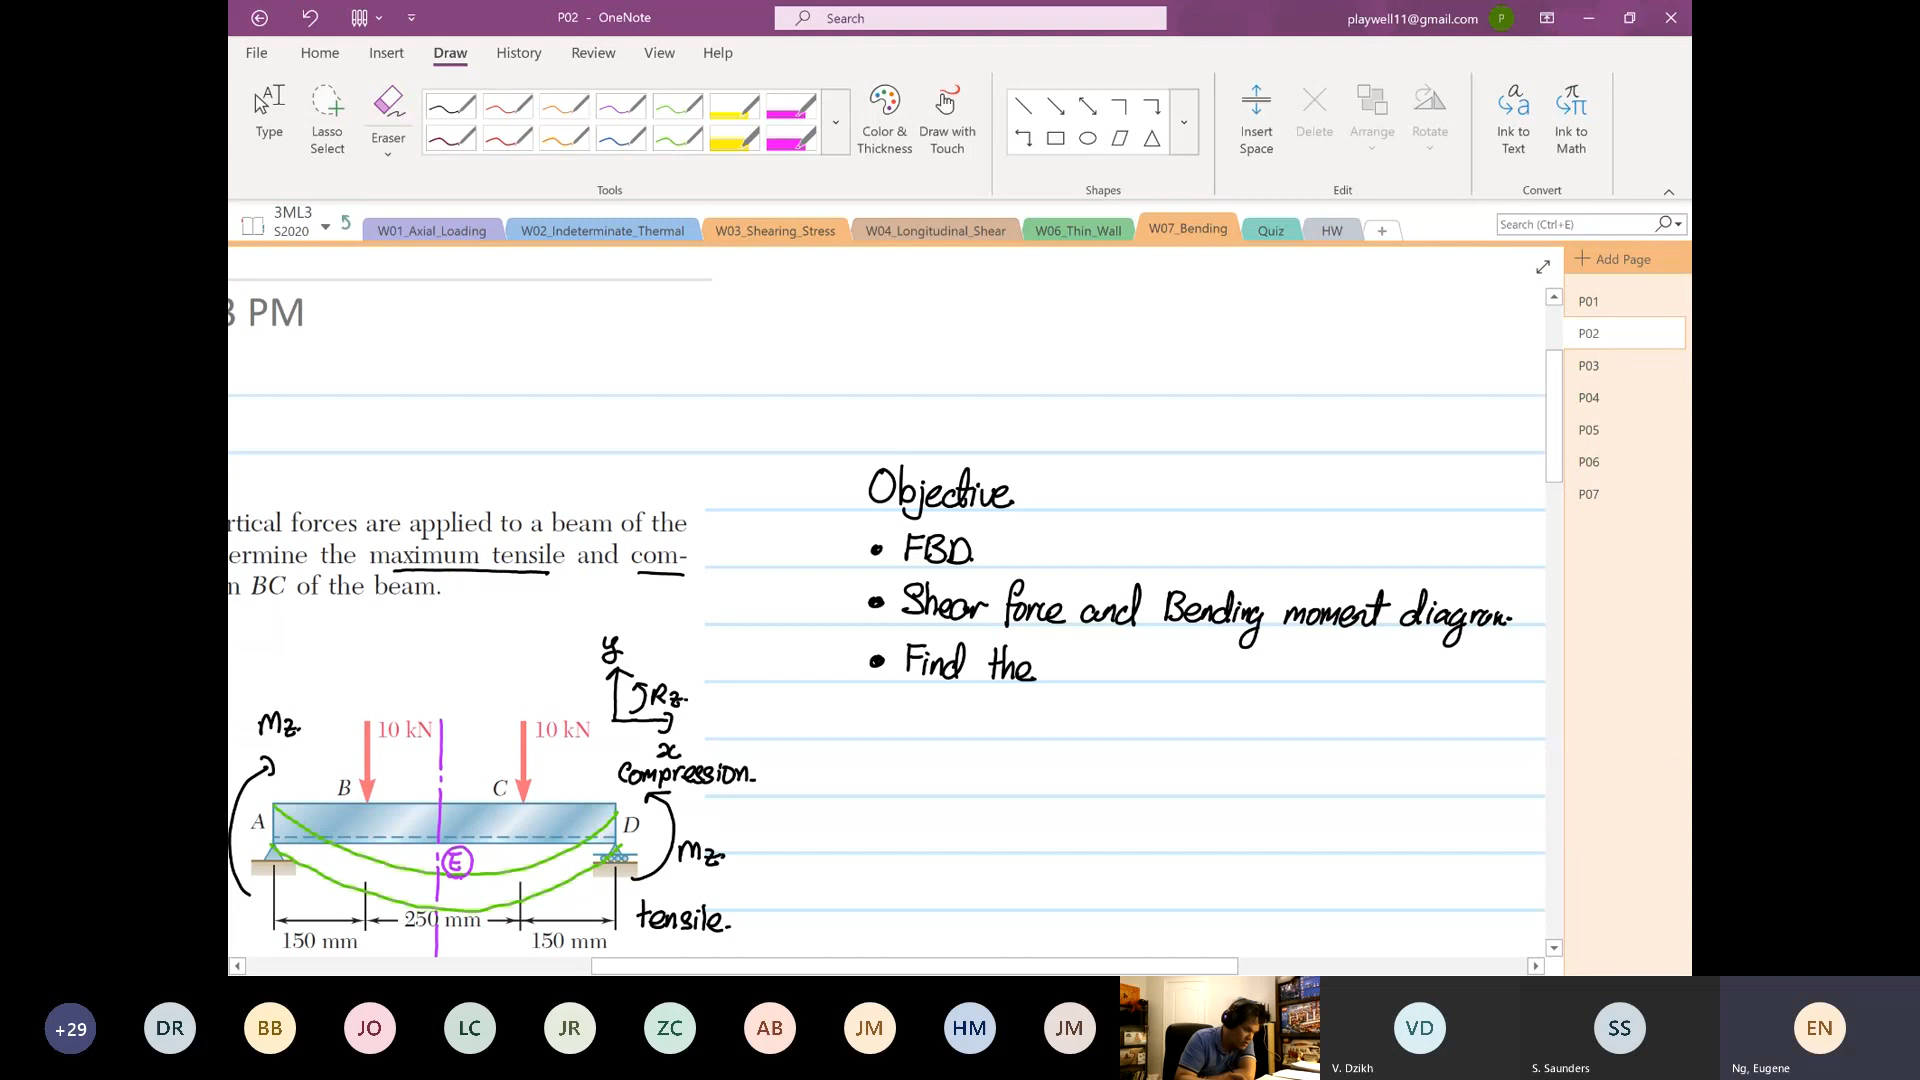 P02 - OneNote
Search
playwell11@gmail.com
P
File Home Insert Draw History Review View Help
Type
Lasso Select
Eraser
Color & Thickness
Draw with Touch
Insert Space
Delete
Arrange
Rotate
Ink to Text
Ink to Math
Tools
Shapes
Edit
Convert
3ML3
S2020
W01_Axial_Loading
W02_Indeterminate_Thermal
W03_Shearing_Stress
W04_Longitudinal_Shear
W06_Thin_Wall
W07_Bending
Quiz
HW
Search (Ctrl+E)
Add Page
P01
P02
P03
P04
P05
P06
P07
PM
rtical forces are applied to a beam of the
ermine the maximum tensile and com-
n BC of the beam.
Objective
• FBD.
• Shear force and Bending moment diagram.
• Find the
y
Rz.
x
Mz.
10 kN
10 kN
Compression.
B
C
A
D
E
Mz.
250 mm
150 mm
150 mm
tensile.
+29
DR
BB
JO
LC
JR
ZC
AB
JM
HM
JM
VD
V. Dzikh
SS
S. Saunders
EN
Ng, Eugene